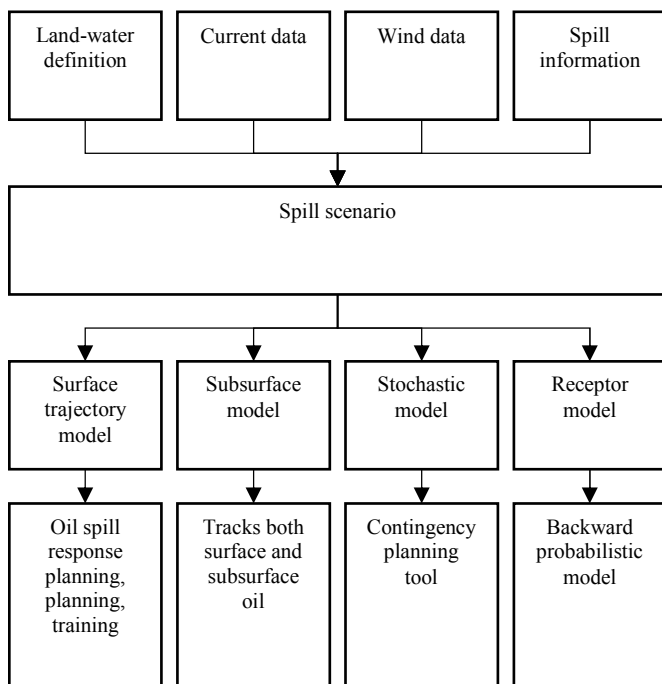 Land-water
definition
Current data
Wind data
Spill
information
Spill scenario
Surface
trajectory
model
Subsurface
model
Stochastic
model
Receptor
model
Oil spill
response
planning,
planning,
training
Tracks both
surface and
subsurface
oil
Contingency
planning
tool
Backward
probabilistic
model